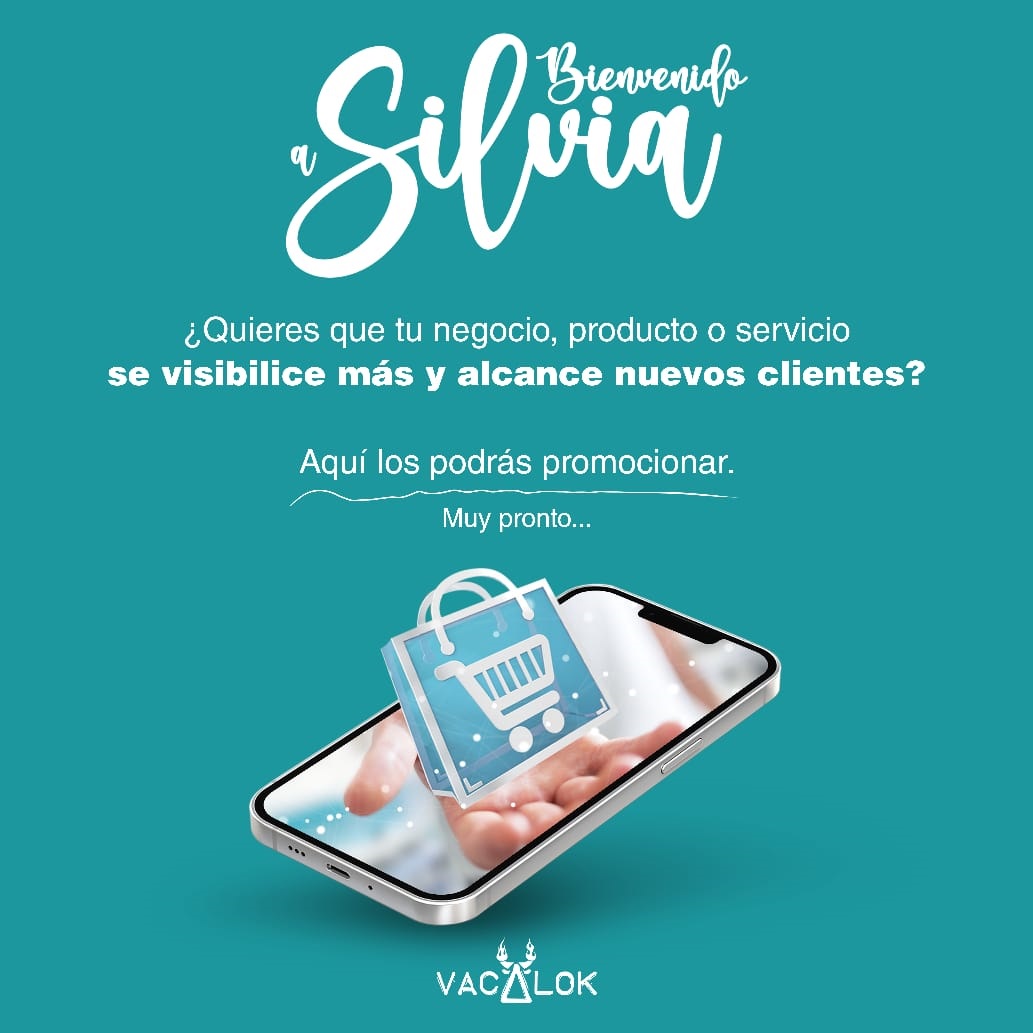 Bienvenido
a Silvia
¿Quieres que tu negocio, producto o servicio
se visibilice más y alcance nuevos clientes?
Aquí los podrás promocionar.
Muy pronto...
VACALOK